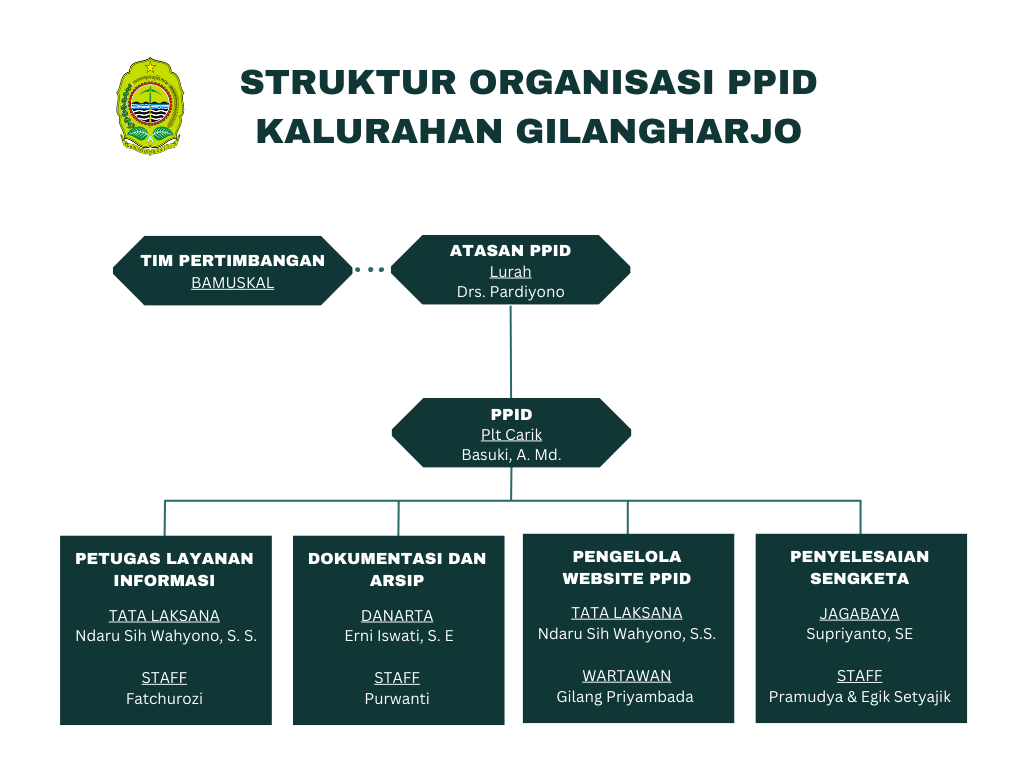 STRUKTUR ORGANISASI PPID
KALURAHAN GILANGHARJO
TIM PERTIMBANGAN
BAMUSKAL
ATASAN PPID
Lurah
Drs. Pardiyono
PPID
Plt Carik
Basuki, A. Md.
PETUGAS LAYANAN
INFORMASI
TATA LAKSANA
Ndaru Sih Wahyono, S. S.
STAFF
Fatchurozi
DOKUMENTASI DAN
ARSIP
DANARTA
Erni Iswati, S. E
STAFF
Purwanti
PENGELOLA
WEBSITE PPID
TATA LAKSANA
Ndaru Sih Wahyono, S.S.
WARTAWAN
Gilang Priyambada
PENYELESAIAN
SENGKETA
JAGABAYA
Supriyanto, SE
STAFF
Pramudya & Egik Setyajik